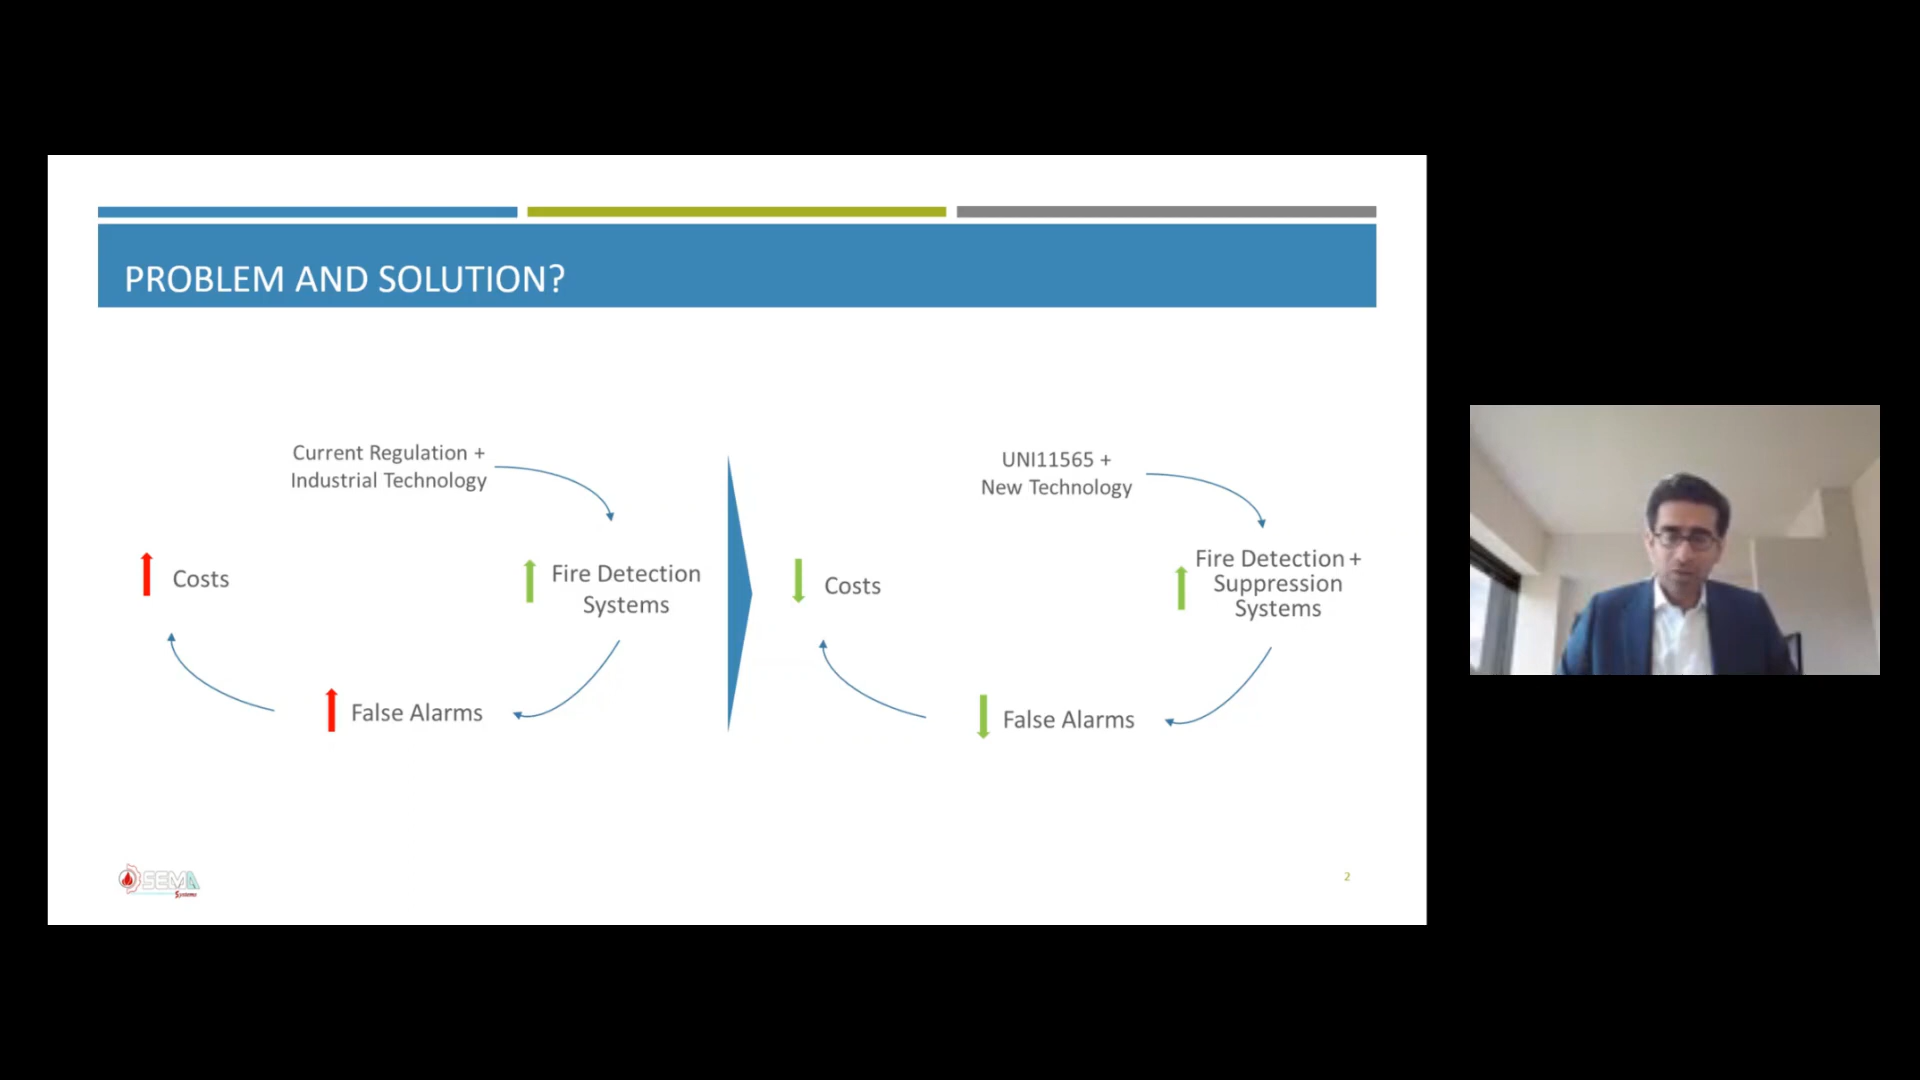 PROBLEM AND SOLUTION?
Current Regulation +
Industrial Technology
Costs
Fire Detection
Systems
False Alarms
UNI11565 +
New Technology
Costs
Fire Detection +
Suppression
Systems
False Alarms
SEMA
Systems
2